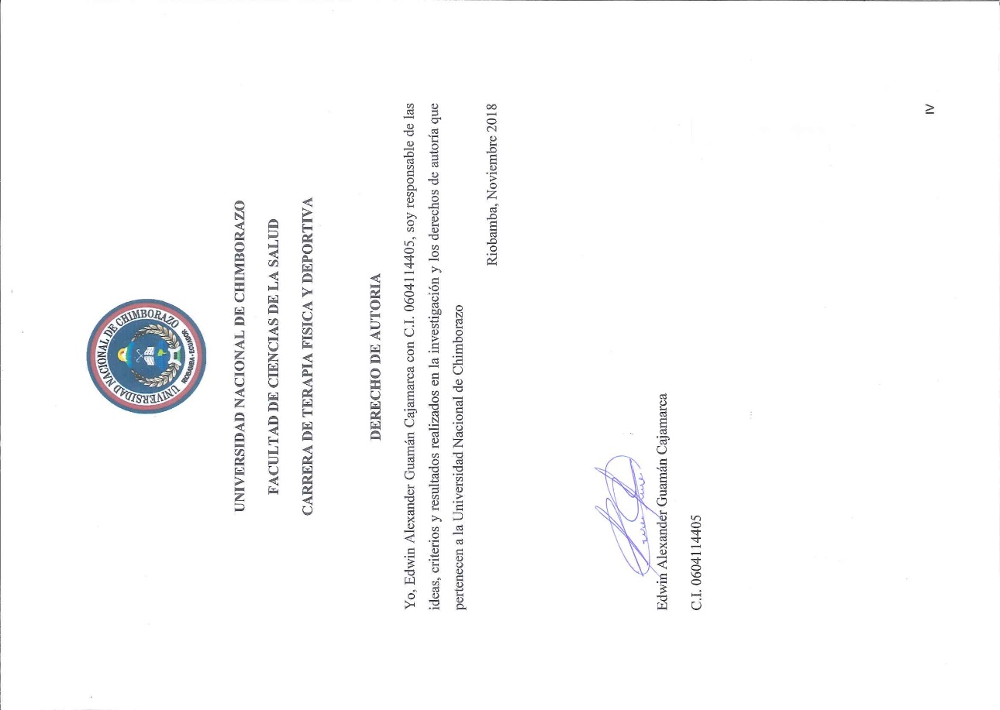 UNIVERSIDAD NACIONAL DE CHIMBORAZO
RIOBAMBA - ECUADOR
UNIVERSIDAD NACIONAL DE CHIMBORAZO
FACULTAD DE CIENCIAS DE LA SALUD
CARRERA DE TERAPIA FISICA Y DEPORTIVA
DERECHO DE AUTORIA
Yo, Edwin Alexander Guamán Cajamarca con C.I. 0604114405, soy responsable de las
ideas, criterios y resultados realizados en la investigación y los derechos de autoría que
pertenecen a la Universidad Nacional de Chimborazo
Riobamba, Noviembre 2018
Edwin Alexander Guamán Cajamarca
C.I. 0604114405
IV